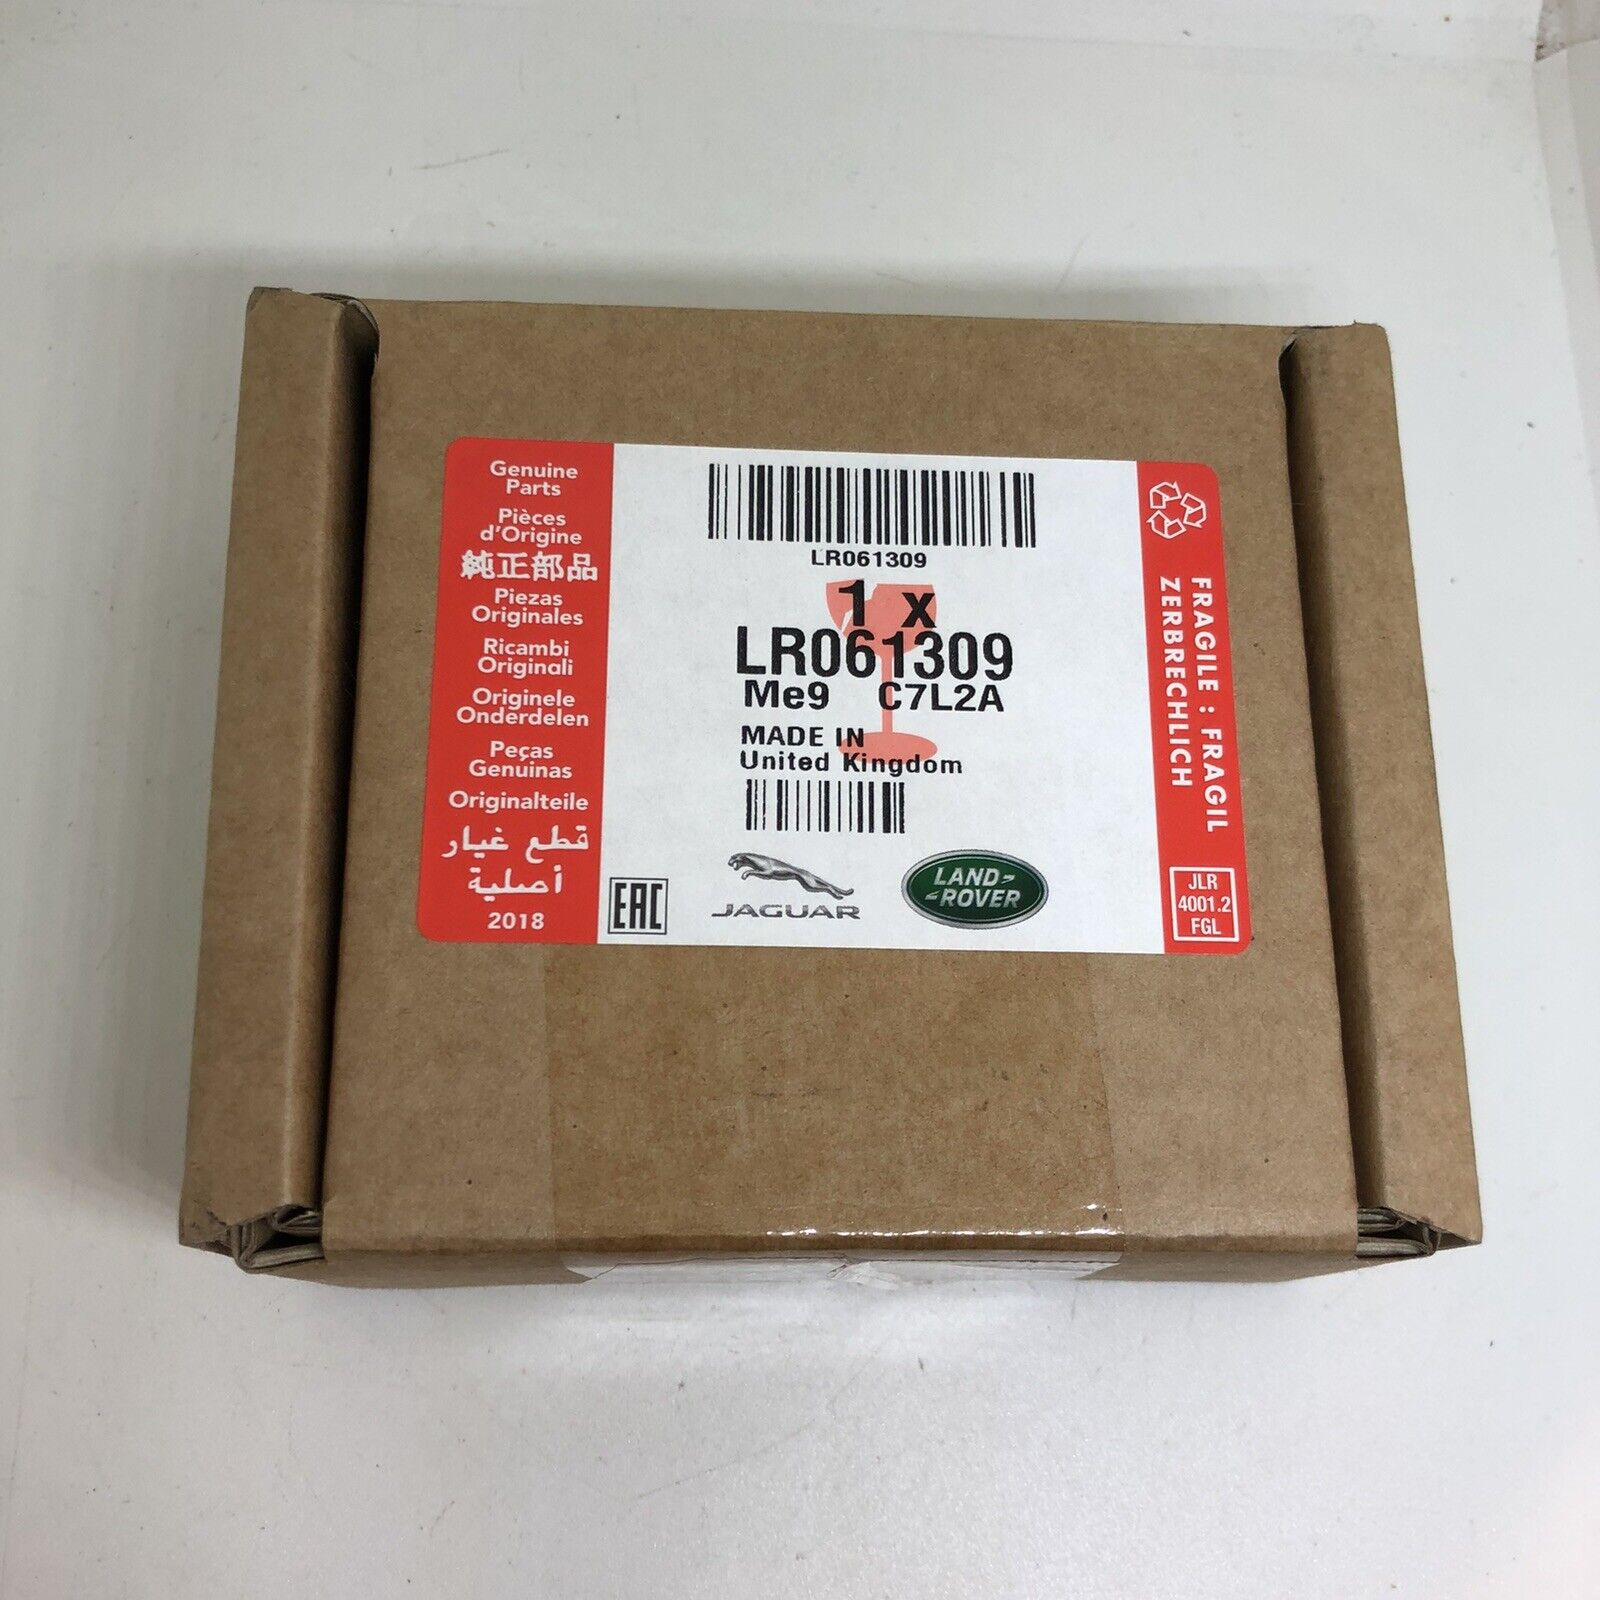 Genuine
Parts
Pièces
d'Origine
純正部品
Piezas
Originales
Ricambi
Originali
Originele
Onderdelen
Peças
Genuinas
Originalteile
قطع غيار
أصلية
2018
LR061309
1 x
LR061309
Me9 C7L2A
MADE IN
United Kingdom
EAC
JAGUAR
LAND-
-ROVER
FRAGILE : FRAGIL
ZERBRECHLICH
JLR
4001.2
FGL